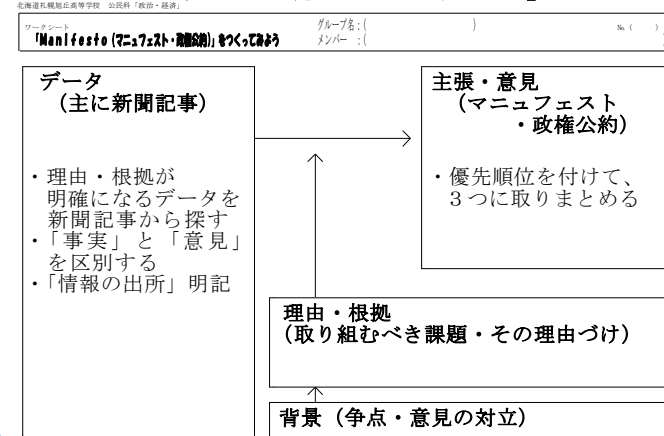 北海道札幌旭丘高等学校 公民科「政治・経済」
ワークシート
「Manifesto(マニュフェスト・政権公約)」をつくってみよう
グループ名:( )
メンバー :(
No. ( )
データ
(主に新聞記事)
・理由・根拠が
明確になるデータを
新聞記事から探す
・「事実」と「意見」
を区別する
・「情報の出所」明記
主張・意見
(マニュフェスト
・政権公約)
・優先順位を付けて、
3つに取りまとめる
理由・根拠
(取り組むべき課題・その理由づけ)
背景(争点・意見の対立)